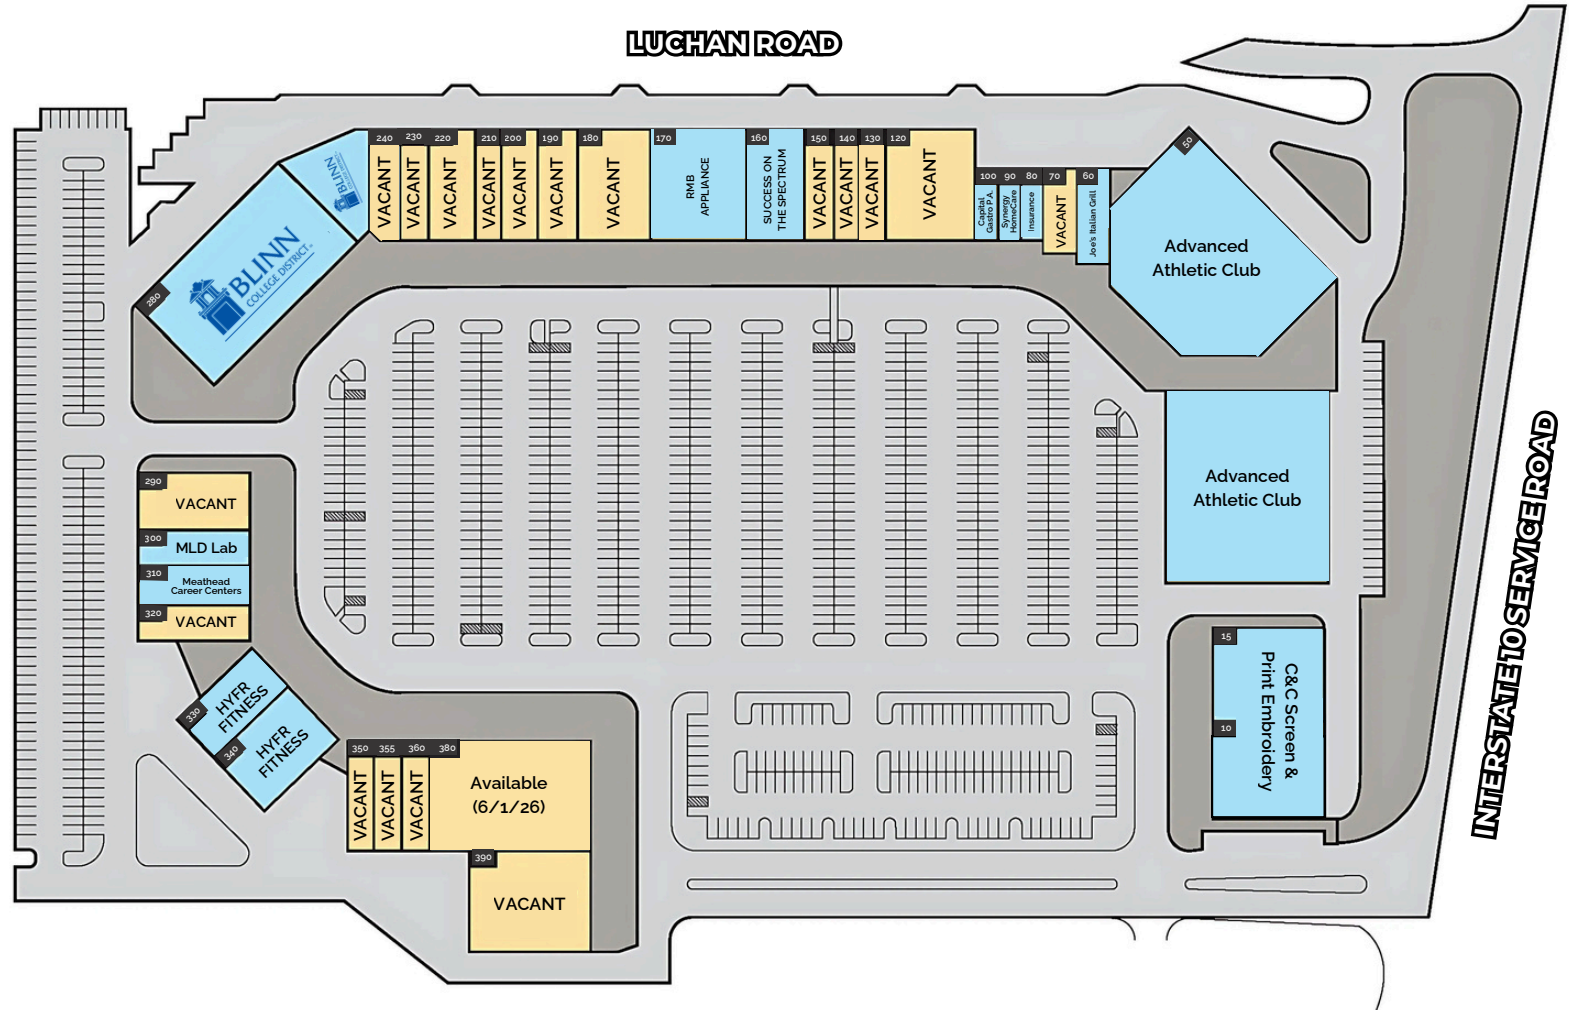 LUCHAN ROAD
240
230
220
210
200
190
180
170
160
150
140
130
120
VACANT
VACANT
VACANT
VACANT
VACANT
VACANT
VACANT
RMB
APPLIANCE
SUCCESS ON
THE SPECTRUM
VACANT
VACANT
VACANT
VACANT
100
90
80
70
60
50
Capital
Gastro P.A.
Synergy
HomeCare
Insurance
VACANT
Joe's Italian Grill
Advanced
Athletic Club
BLINN
COLLEGE DISTRICT
280
BLINN
Advanced
Athletic Club
INTERSTATE 10 SERVICE ROAD
290
VACANT
300
MLD Lab
310
Meathead
Career Centers
320
VACANT
330
HYFR
FITNESS
340
HYFR
FITNESS
350
355
360
380
VACANT
VACANT
VACANT
Available
(6/1/26)
390
VACANT
15
10
C&C Screen &
Print Embroidery